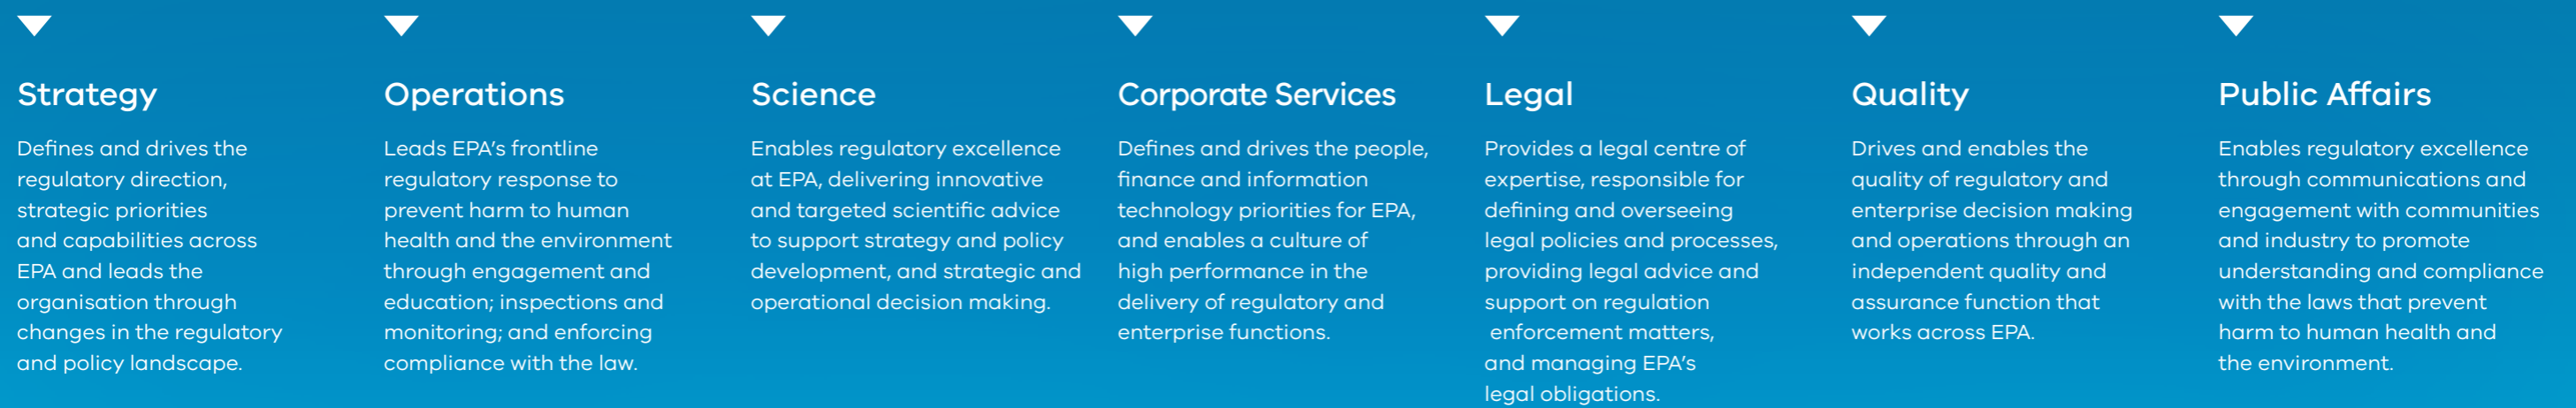 Strategy
Defines and drives the
regulatory direction,
strategic priorities
and capabilities across
EPA and leads the
organisation through
changes in the regulatory
and policy landscape.
Operations
Leads EPA’s frontline
regulatory response to
prevent harm to human
health and the environment
through engagement and
education; inspections and
monitoring; and enforcing
compliance with the law.
Science
Enables regulatory excellence
at EPA, delivering innovative
and targeted scientific advice
to support strategy and policy
development, and strategic and
operational decision making.
Corporate Services
Defines and drives the people,
finance and information
technology priorities for EPA,
and enables a culture of
high performance in the
delivery of regulatory and
enterprise functions.
Legal
Provides a legal centre of
expertise, responsible for
defining and overseeing
legal policies and processes,
providing legal advice and
support on regulation
enforcement matters,
and managing EPA’s
legal obligations.
Quality
Drives and enables the
quality of regulatory and
enterprise decision making
and operations through an
independent quality and
assurance function that
works across EPA.
Public Affairs
Enables regulatory excellence
through communications and
engagement with communities
and industry to promote
understanding and compliance
with the laws that prevent
harm to human health and
the environment.